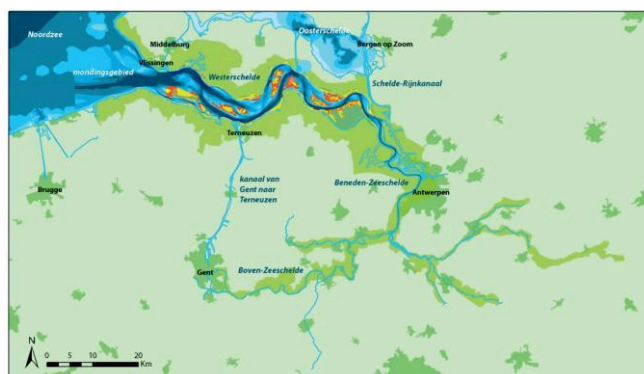 Noordzee
Oosterschelde
Middelburg
Bergen op Zoom
Vlissingen
mondingsgebied
Westerschelde
Schelde-Rijnkanaal
Terneuzen
kanaal van
Gent naar
Terneuzen
Beneden-Zeeschelde
Brugge
Antwerpen
Gent
Boven-Zeeschelde
N
0 5 10 20
Km